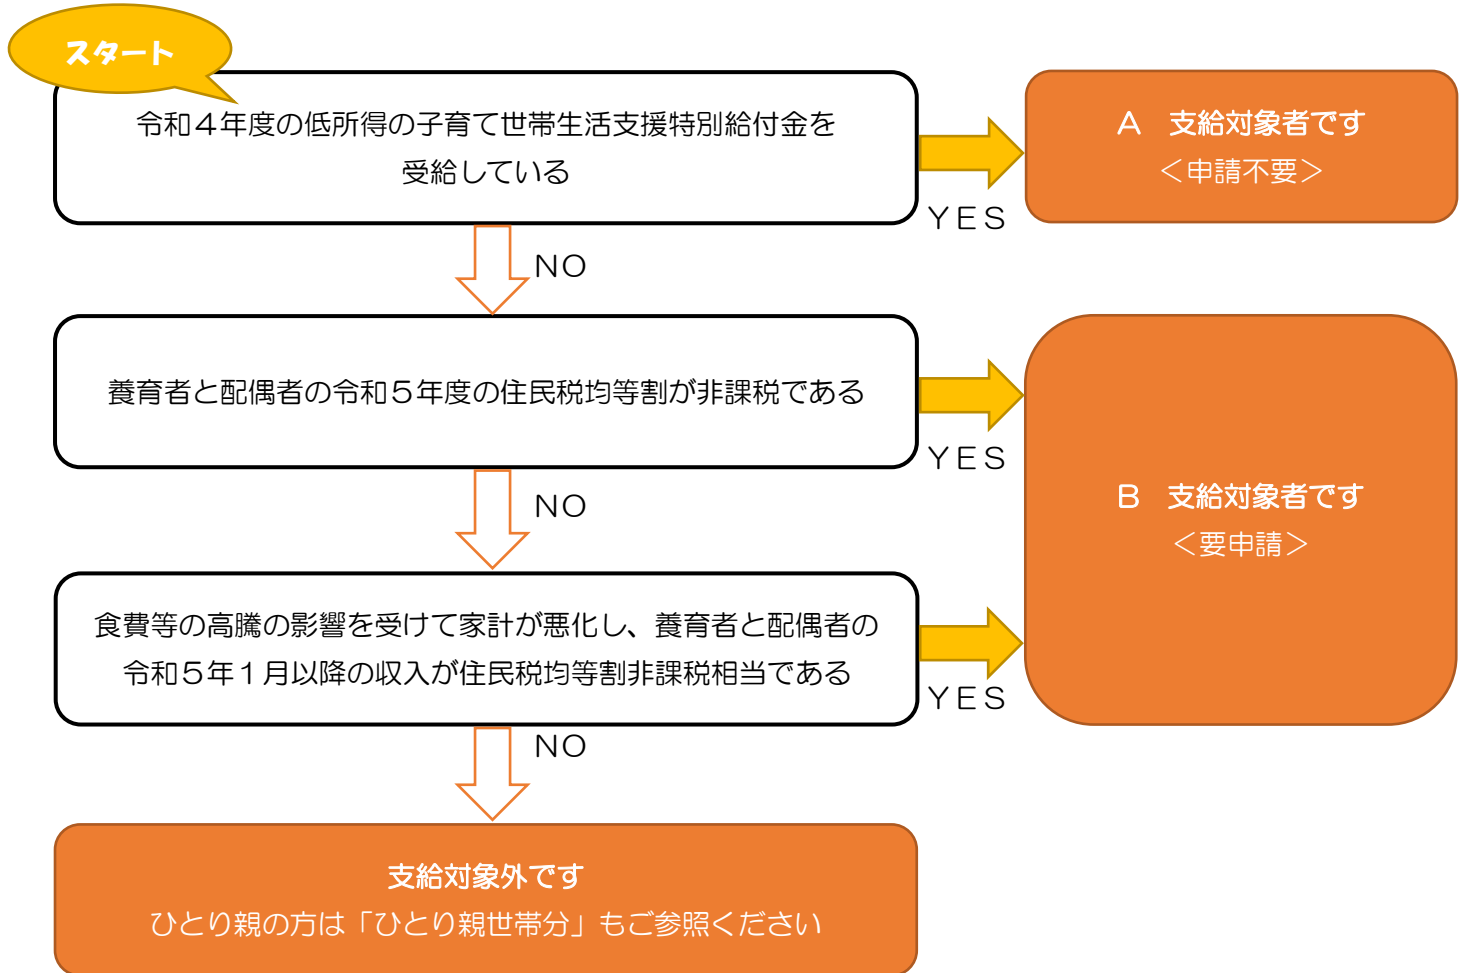 スタート
令和４年度の低所得の子育て世帯生活支援特別給付金を
受給している
YES
A　支給対象者です
＜申請不要＞
NO
養育者と配偶者の令和５年度の住民税均等割が非課税である
YES
B　支給対象者です
＜要申請＞
NO
食費等の高騰の影響を受けて家計が悪化し、養育者と配偶者の
令和５年１月以降の収入が住民税均等割非課税相当である
YES
NO
支給対象外です
ひとり親の方は「ひとり親世帯分」もご参照ください